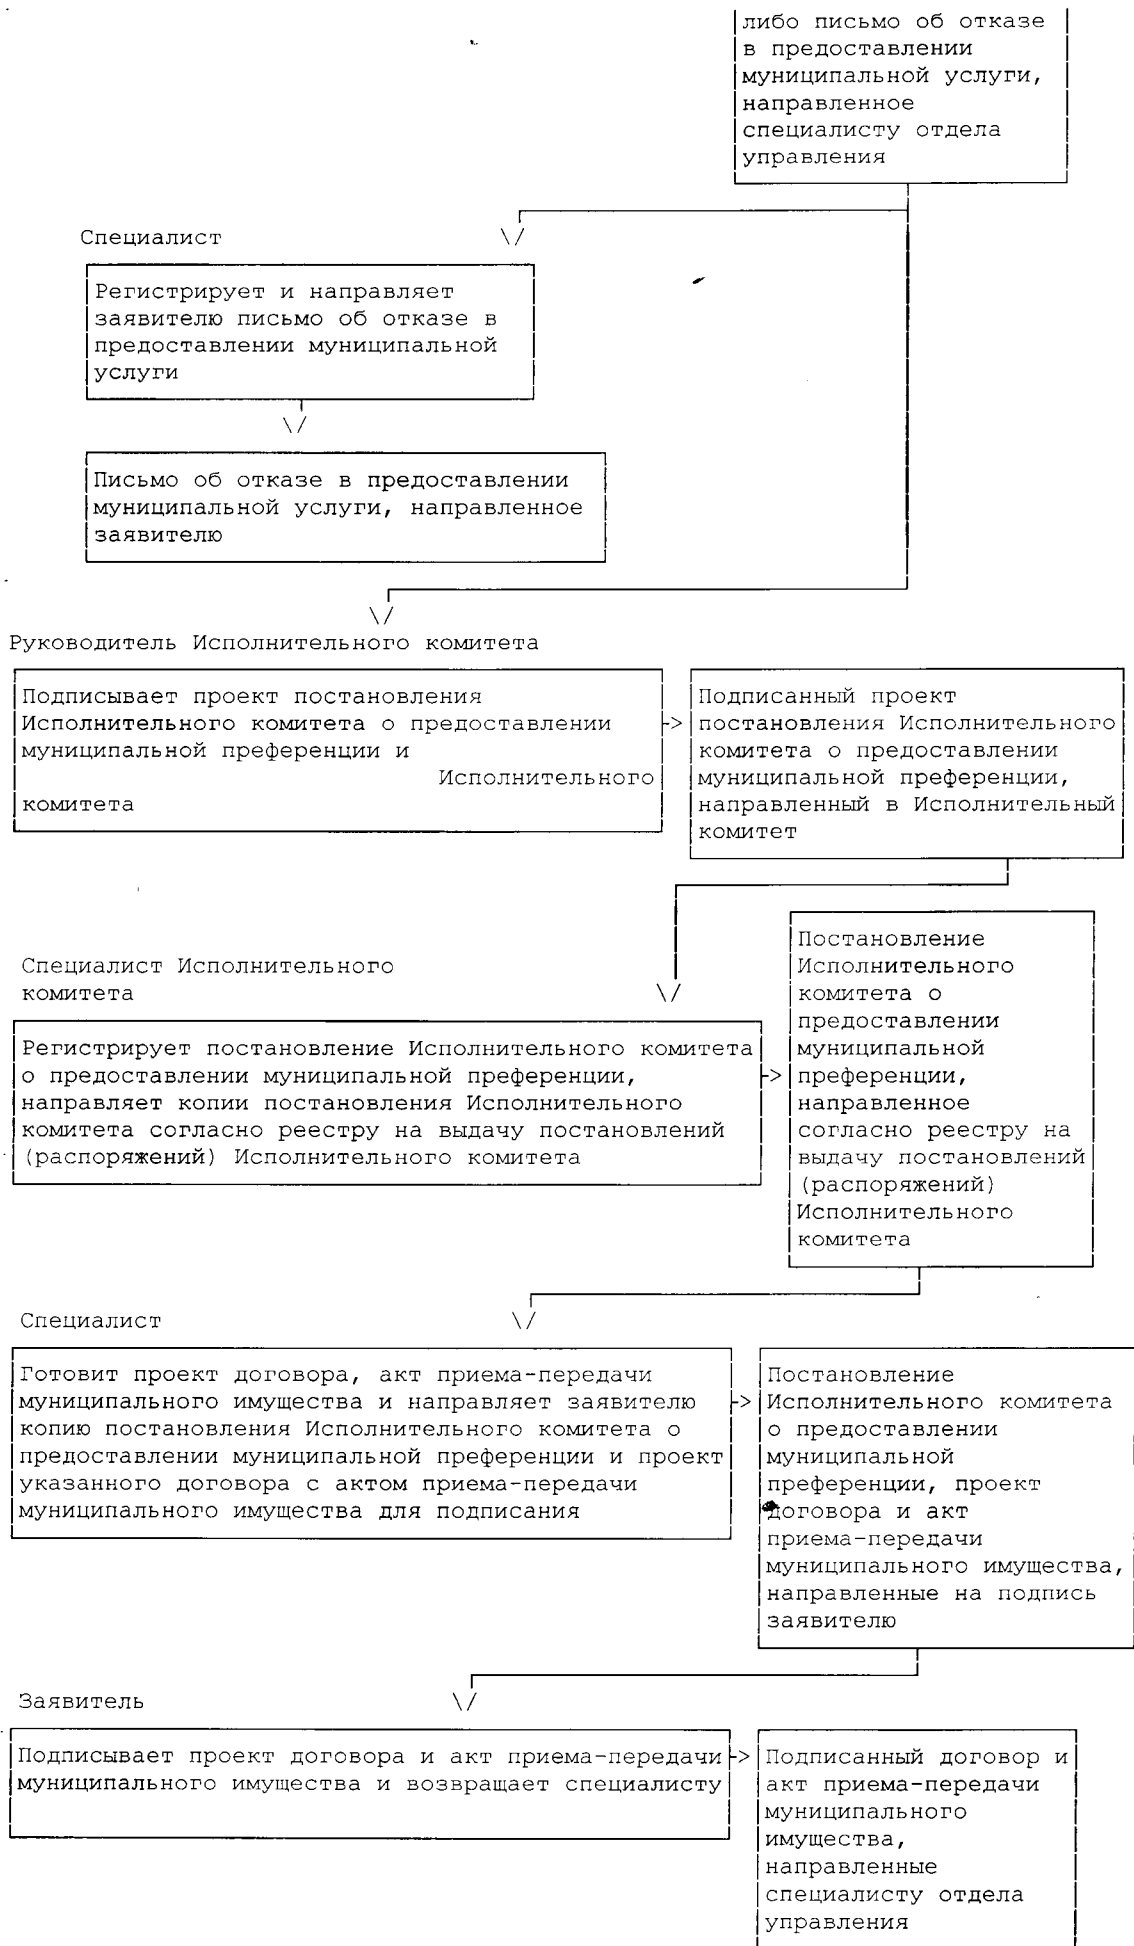 либо письмо об отказе
в предоставлении
муниципальной услуги,
направленное
специалисту отдела
управления
Специалист
Регистрирует и направляет
заявителю письмо об отказе в
предоставлении муниципальной
услуги
Письмо об отказе в предоставлении
муниципальной услуги, направленное
заявителю
Руководитель Исполнительного комитета
Подписывает проект постановления
Исполнительного комитета о предоставлении
муниципальной преференции и
Исполнительного
комитета
Подписанный проект
постановления Исполнительного
комитета о предоставлении
муниципальной преференции,
направленный в Исполнительный
комитет
Специалист Исполнительного
комитета
Регистрирует постановление Исполнительного комитета
о предоставлении муниципальной преференции,
направляет копии постановления Исполнительного
комитета согласно реестру на выдачу постановлений
(распоряжений) Исполнительного комитета
Постановление
Исполнительного
комитета о
предоставлении
муниципальной
преференции,
направленное
согласно реестру на
выдачу постановлений
(распоряжений)
Исполнительного
комитета
Специалист
Готовит проект договора, акт приема-передачи
муниципального имущества и направляет заявителю
копию постановления Исполнительного комитета о
предоставлении муниципальной преференции и проект
указанного договора с актом приема-передачи
муниципального имущества для подписания
Постановление
Исполнительного комитета
о предоставлении
муниципальной
преференции, проект
договора и акт
приема-передачи
муниципального имущества,
направленные на подпись
заявителю
Заявитель
Подписывает проект договора и акт приема-передачи
муниципального имущества и возвращает специалисту
Подписанный договор и
акт приема-передачи
муниципального
имущества,
направленные
специалисту отдела
управления